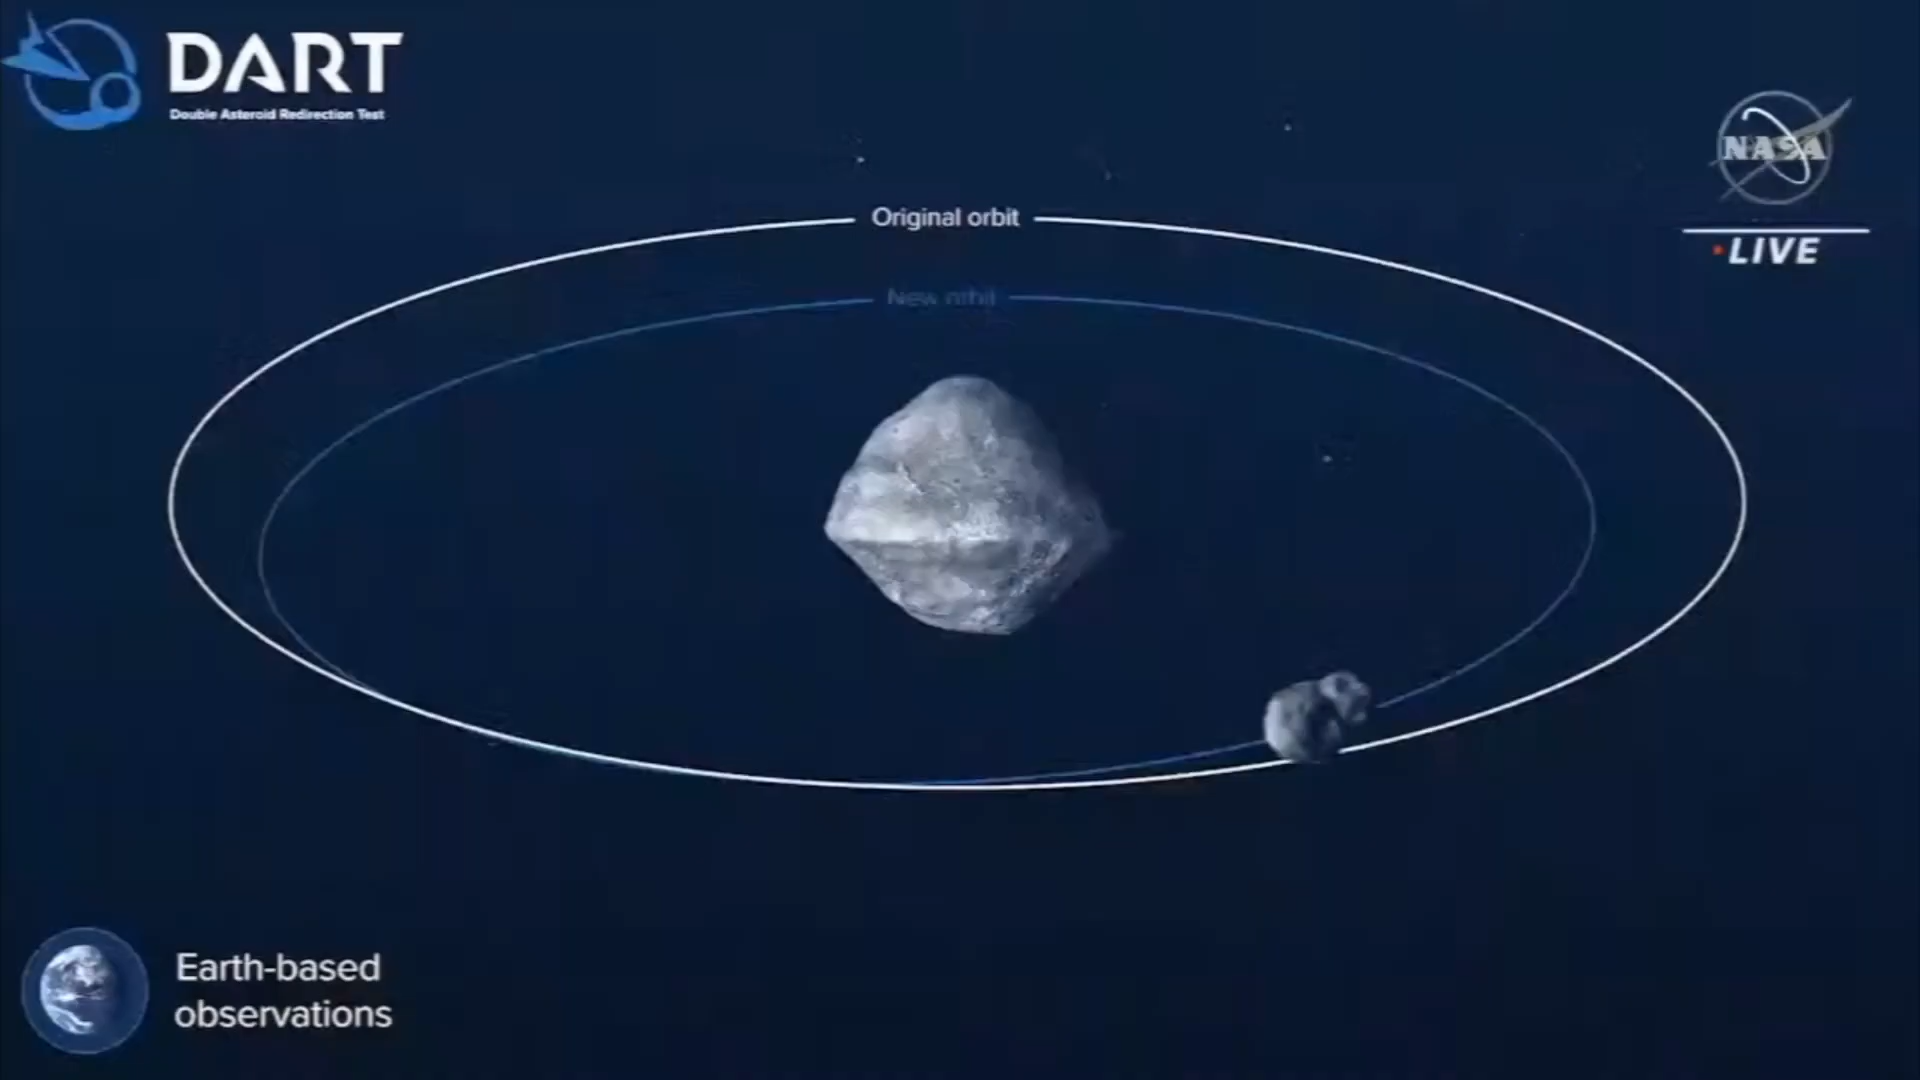 DART
Double Asteroid Redirection Test
NASA
LIVE
Original orbit
New orbit
Earth-based
observations